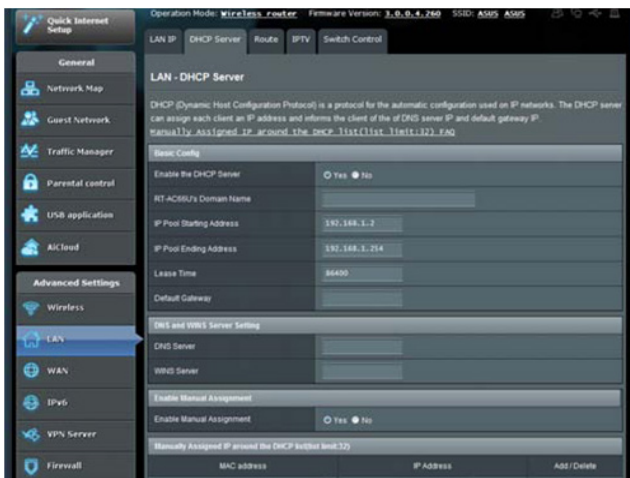 Quick Internet
Setup
Operation Mode: Wireless router Firmware Version: 3.0.0.4.260 SSID: ASUS ASUS
LAN IP DHCP Server Route IPTV Switch Control
General
Network Map
Guest Network
Traffic Manager
Parental control
USB application
AiCloud
Advanced Settings
Wireless
LAN
WAN
IPv6
VPN Server
Firewall
LAN - DHCP Server
DHCP (Dynamic Host Configuration Protocol) is a protocol for the automatic configuration used on IP networks. The DHCP server
can assign each client an IP address and informs the client of the of DNS server IP and default gateway IP.
Manually Assigned IP around the DHCP list(list limit:32) FAQ
Basic Config
Enable the DHCP Server Yes No
RT-AC66U's Domain Name
IP Pool Starting Address 192.168.1.2
IP Pool Ending Address 192.168.1.254
Lease Time 86400
Default Gateway
DNS and WINS Server Setting
DNS Server
WINS Server
Enable Manual Assignment
Enable Manual Assignment Yes No
Manually Assigned IP around the DHCP list(list limit:32)
MAC address IP Address Add / Delete